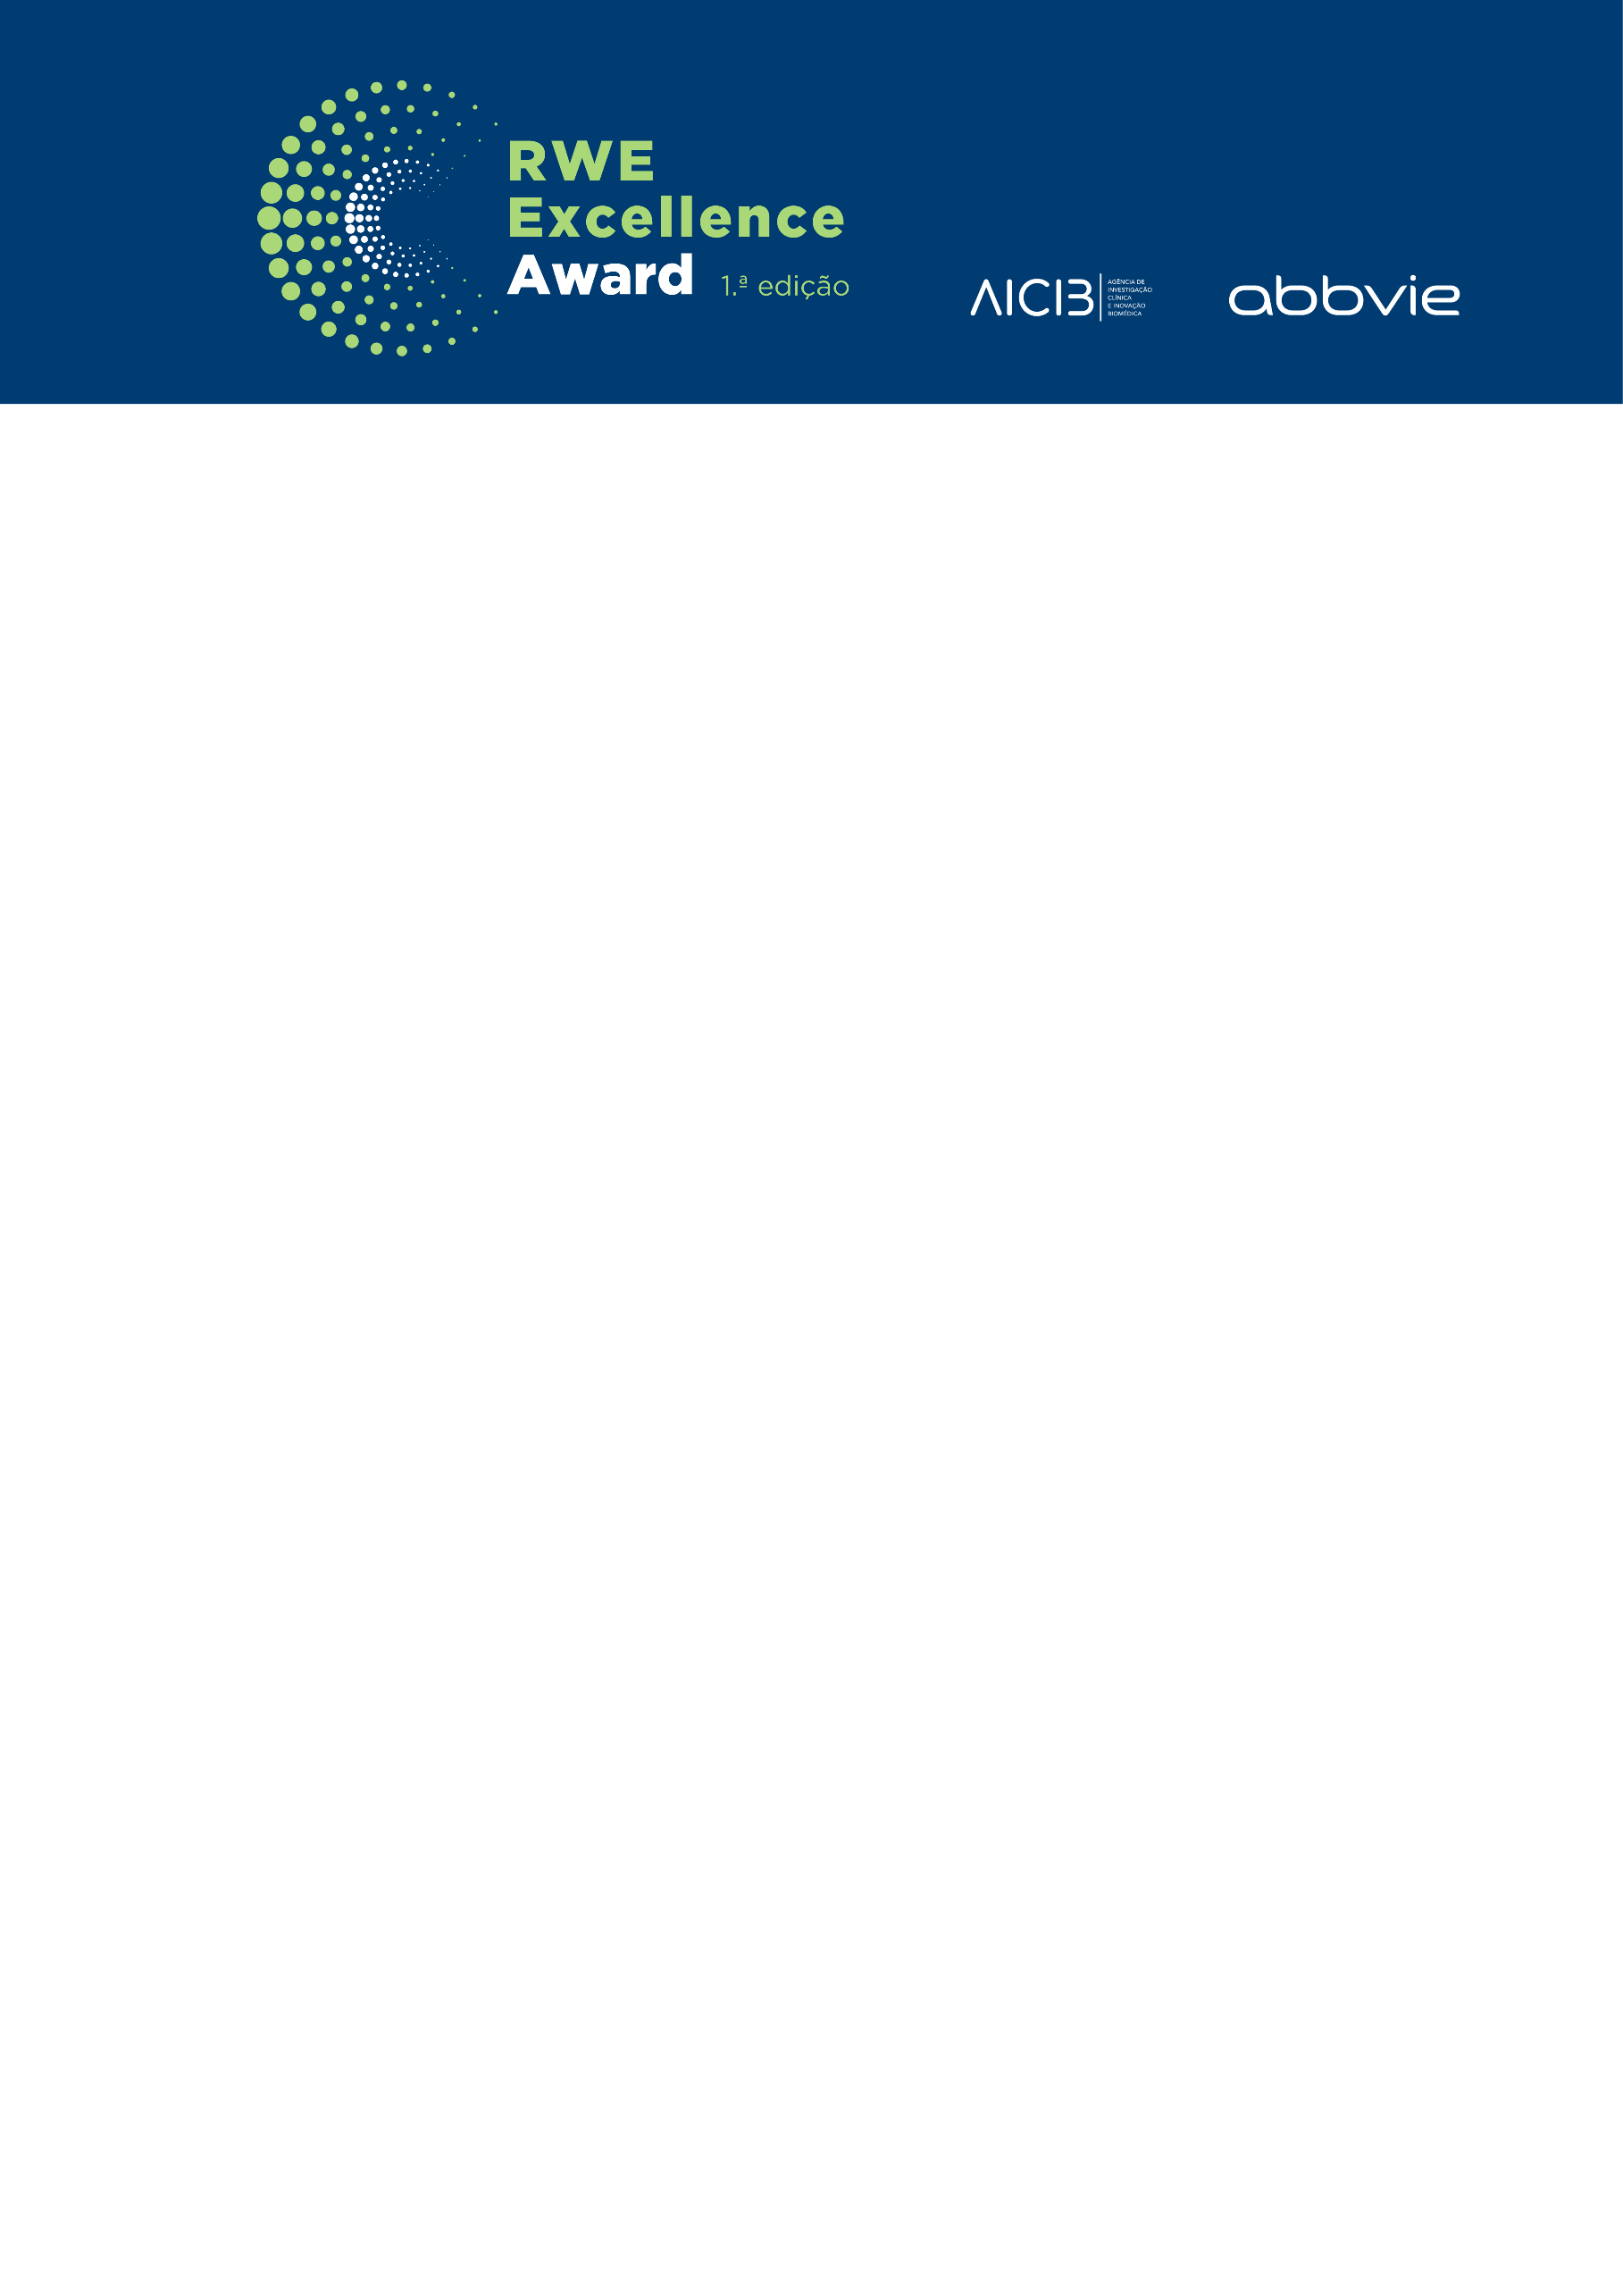 RWE
Excellence
Award 1.ª edição
AICIB
AGÊNCIA DE
INVESTIGAÇÃO
CLÍNICA
E INOVAÇÃO
BIOMÉDICA
abbvie